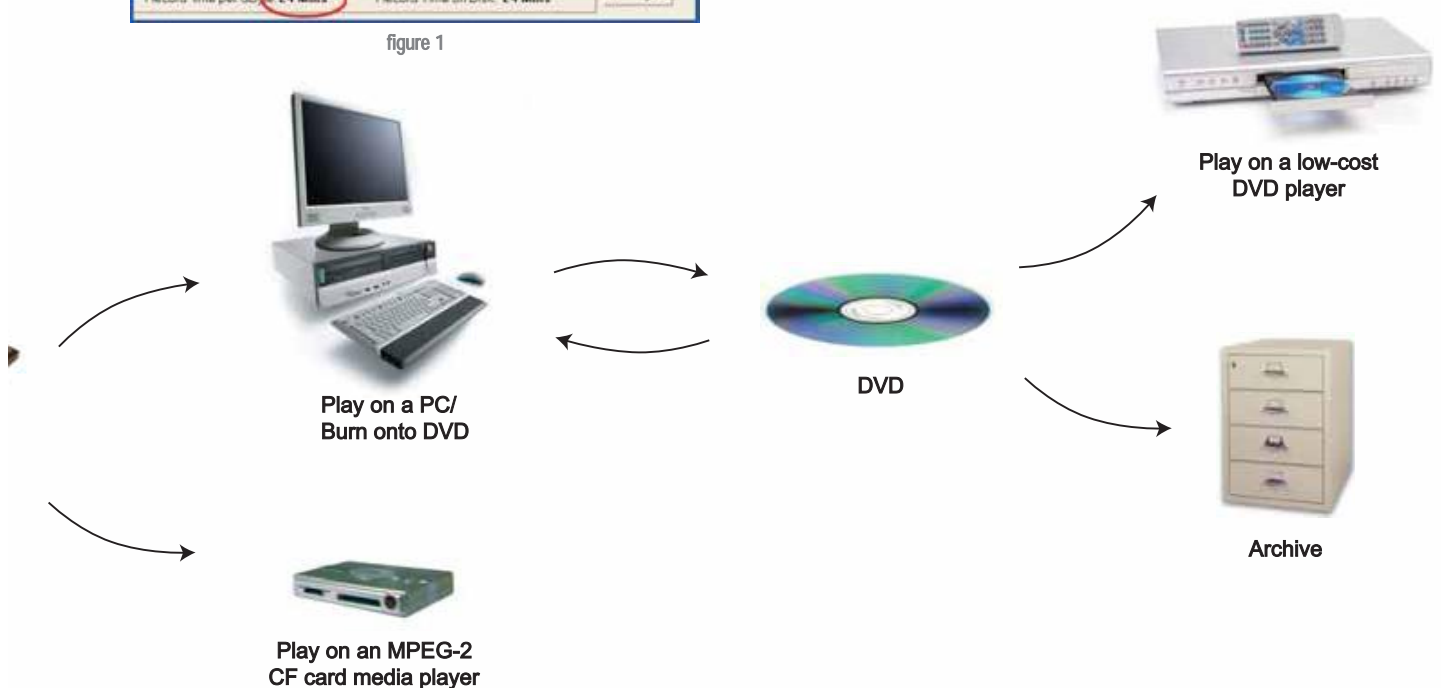 figure 1
Play on a low-cost
DVD player
Play on a PC/
Burn onto DVD
DVD
Archive
Play on an MPEG-2
CF card media player